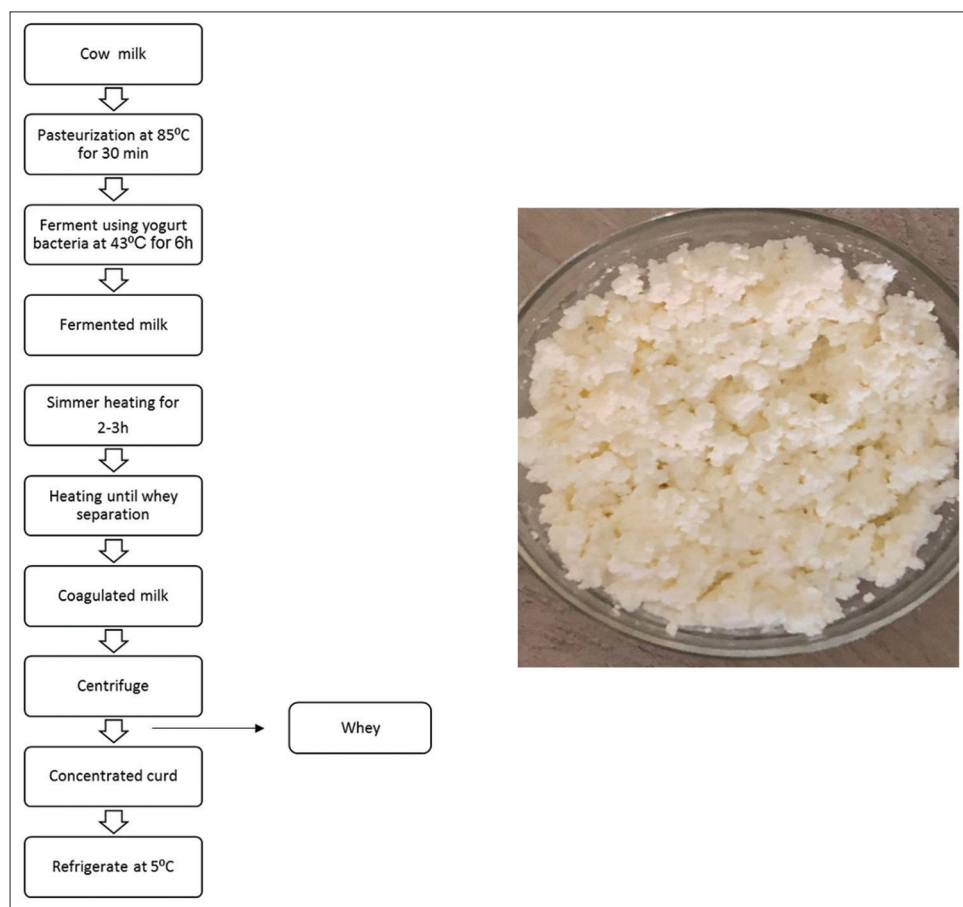 Cow milk
Pasteurization at 85⁰C
for 30 min
Ferment using yogurt
bacteria at 43⁰C for 6h
Fermented milk
Simmer heating for
2-3h
Heating until whey
separation
Coagulated milk
Centrifuge
Whey
Concentrated curd
Refrigerate at 5⁰C